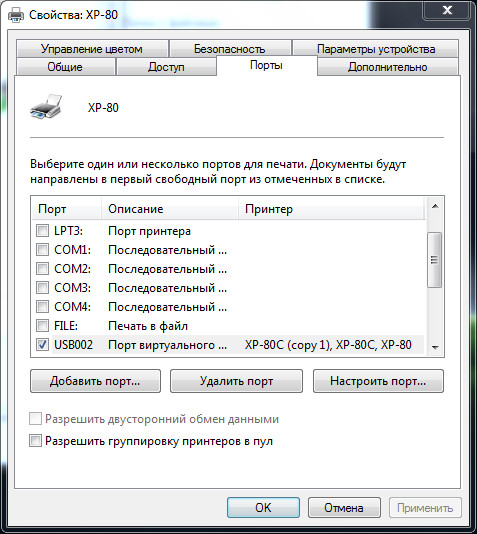 Свойства: XP-80
Управление цветом Безопасность Параметры устройства
Общие Доступ Порты Дополнительно
XP-80
Выберите один или несколько портов для печати. Документы будут
направлены в первый свободный порт из отмеченных в списке.
Порт Описание Принтер
LPT3: Порт принтера
COM1: Последовательный ...
COM2: Последовательный ...
COM3: Последовательный ...
COM4: Последовательный ...
FILE: Печать в файл
USB002 Порт виртуального ... XP-80C (copy 1), XP-80C, XP-80
Добавить порт... Удалить порт Настроить порт...
Разрешить двусторонний обмен данными
Разрешить группировку принтеров в пул
OK Отмена Применить